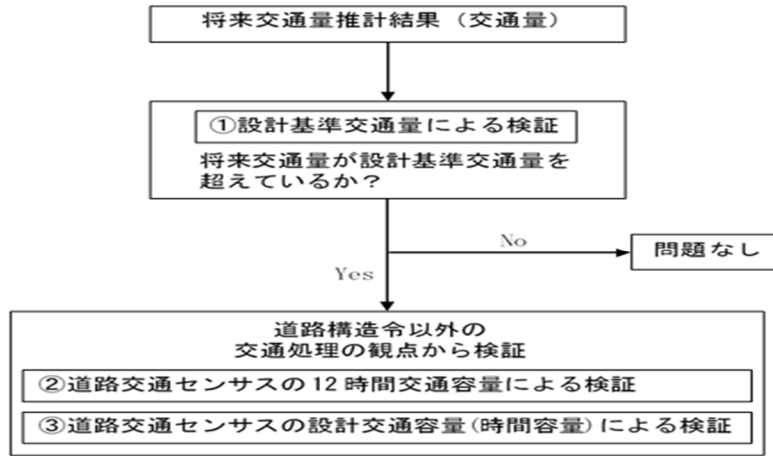 将来交通量推計結果（交通量）
①設計基準交通量による検証
将来交通量が設計基準交通量を
超えているか？
No
問題なし
Yes
道路構造令以外の
交通処理の観点から検証
②道路交通センサスの12時間交通容量による検証
③道路交通センサスの設計交通容量(時間容量)による検証